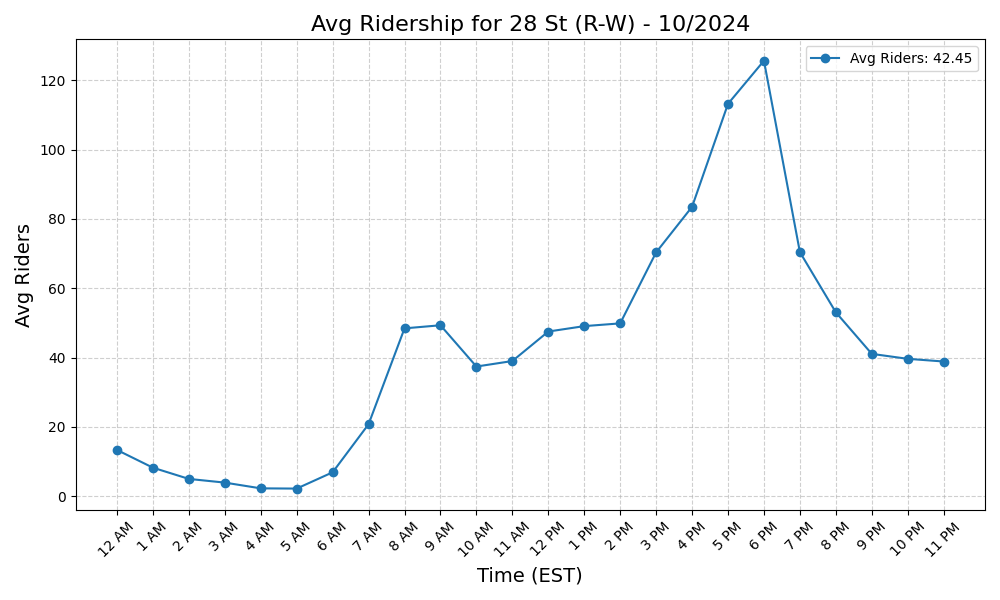 Avg Ridership for 28 St (R-W) - 10/2024
Avg Riders: 42.45
Avg Riders
120
100
80
60
40
20
0
12 AM
1 AM
2 AM
3 AM
4 AM
5 AM
6 AM
7 AM
8 AM
9 AM
10 AM
11 AM
12 PM
1 PM
2 PM
3 PM
4 PM
5 PM
6 PM
7 PM
8 PM
9 PM
10 PM
11 PM
Time (EST)